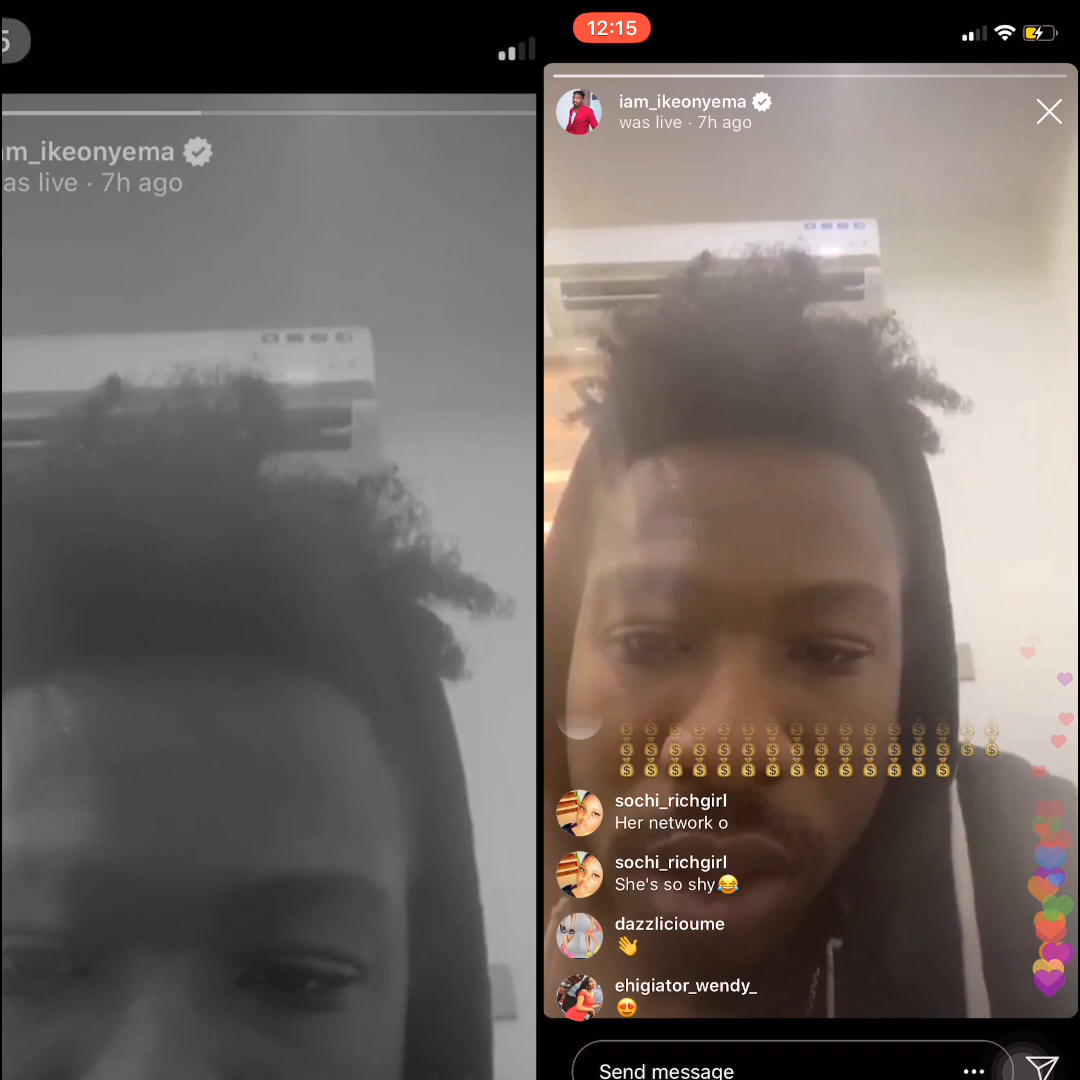 5
m_ikeonyema
as live · 7h ago
12:15
iam_ikeonyema
was live · 7h ago
sochi_richgirl
Her network o
sochi_richgirl
She's so shy😂
dazzlicioume
👋
ehigiator_wendy_
😍
Send message